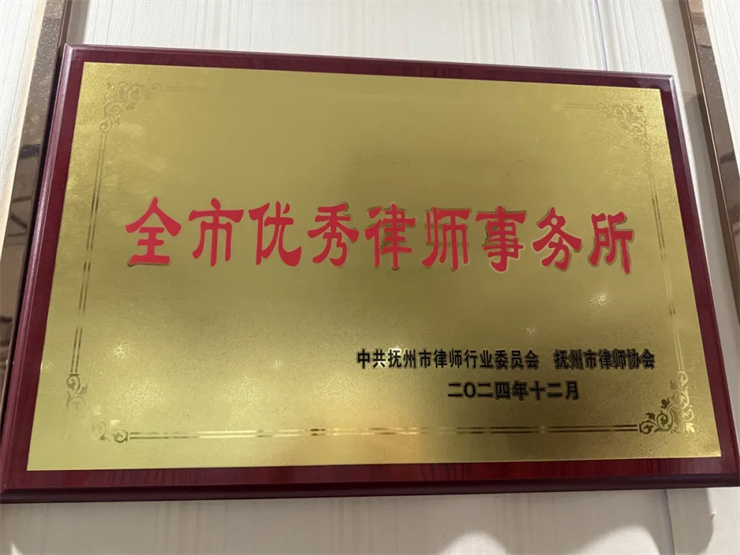 全市优秀律师事务所
中共抚州市律师行业委员会 抚州市律师协会
二〇二四年十二月